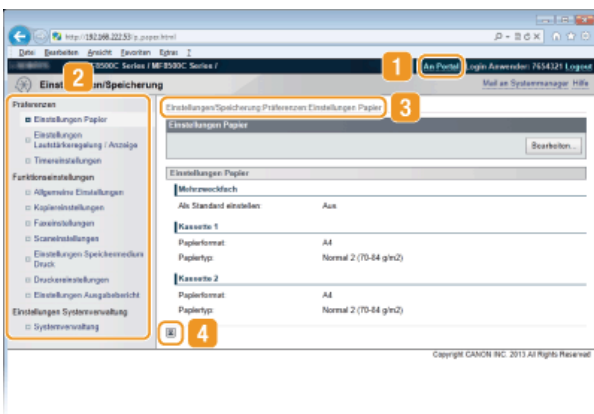 http://192.168.222.53/p_paper.html
Datei Bearbeiten Ansicht Favoriten Extras ?
MF8500C Series / MF8500C Series /
An Portal Login Anwender: 7654321 Logout
1
2
Einstellungen/Speicherung
Mail an Systemmanager Hilfe
Präferenzen
Einstellungen Papier
Einstellungen
Lautstärkeregelung / Anzeige
Timereinstellungen
Funktionseinstellungen
Allgemeine Einstellungen
Kopiereinstellungen
Faxeinstellungen
Scaneinstellungen
Einstellungen Speichermedium
Druck
Druckereinstellungen
Einstellungen Ausgabebericht
Einstellungen Systemverwaltung
Systemverwaltung
Einstellungen/Speicherung:Präferenzen:Einstellungen Papier
3
Einstellungen Papier
Bearbeiten...
Einstellungen Papier
Mehrzweckfach
Als Standard einstellen: Aus
Kassette 1
Papierformat: A4
Papiertyp: Normal 2 (70-84 g/m2)
Kassette 2
Papierformat: A4
Papiertyp: Normal 2 (70-84 g/m2)
4
Copyright CANON INC. 2013 All Rights Reserved